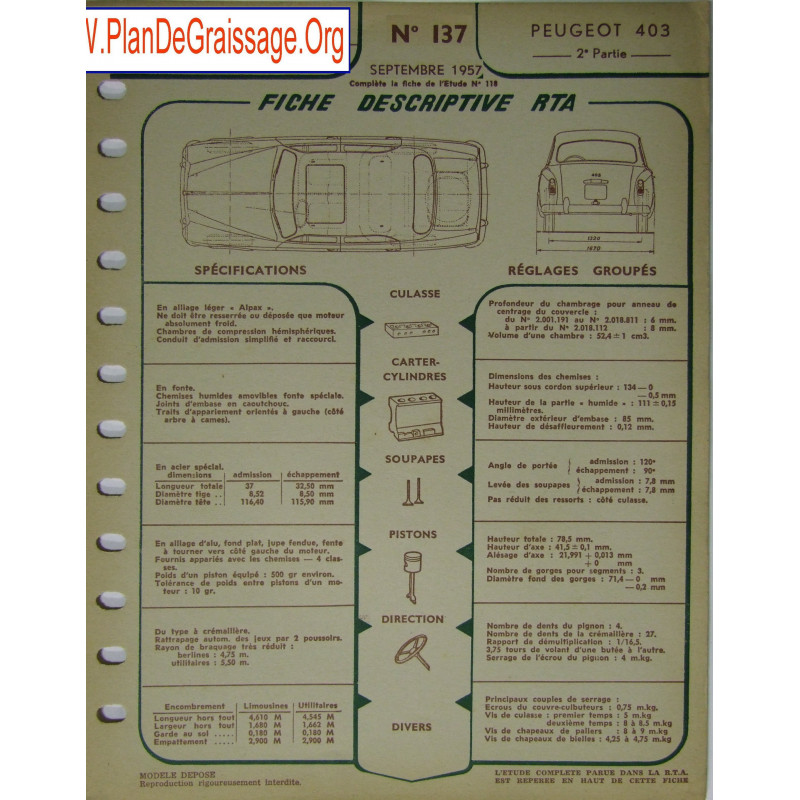 W.PlanDeGraissage.Org
N° 137
PEUGEOT 403
2e Partie
SEPTEMBRE 1957
Complète la fiche de l'Etude N° 118
FICHE DESCRIPTIVE RTA
403
1320
1670
SPÉCIFICATIONS
RÉGLAGES GROUPÉS
CULASSE
En alliage léger « Alpax ».
Ne doit être resserrée ou déposée que moteur
absolument froid.
Chambres de compression hémisphériques.
Conduit d'admission simplifié et raccourci.
Profondeur du chambrage pour anneau de
centrage du couvercle :
du N° 2.001.191 au N° 2.018.811 : 6 mm.
à partir du N° 2.018.112 : 8 mm.
Volume d'une chambre : 52,4 ± 1 cm3.
CARTER-
CYLINDRES
En fonte.
Chemises humides amovibles fonte spéciale.
Joints d'embase en caoutchouc.
Traits d'appariement orientés à gauche (côté
arbre à cames).
Dimensions des chemises :
Hauteur sous cordon supérieur : 134 — 0
— 0,5 mm
Hauteur de la partie « humide » : 111 ± 0,15
millimètres.
Diamètre extérieur d'embase : 85 mm.
Hauteur de désaffleurement : 0,12 mm.
SOUPAPES
En acier spécial.
dimensions admission échappement
Longueur totale 37 32,50 mm
Diamètre tige .. 8,52 8,50 mm
Diamètre tête .. 116,40 115,90 mm
Angle de portée { admission : 120°
échappement : 90°
Levée des soupapes { admission : 7,8 mm
échappement : 7,8 mm
Pas réduit des ressorts : côté culasse.
PISTONS
En alliage d'alu, fond plat, jupe fendue, fente
à tourner vers côté gauche du moteur.
Fournis appariés avec les chemises — 4 clas-
ses.
Poids d'un piston équipé : 500 gr environ.
Tolérance de poids entre pistons d'un mo-
teur : 10 gr.
Hauteur totale : 78,5 mm.
Hauteur d'axe : 41,5 ± 0,1 mm.
Alésage d'axe : 21,991 + 0,013 mm
+ 0 mm
Nombre de gorges pour segments : 3.
Diamètre fond des gorges : 71,4 — 0 mm
— 0,2 mm
DIRECTION
Du type à crémaillère.
Rattrapage autom. des jeux par 2 poussoirs.
Rayon de braquage très réduit :
berlines : 4,75 m.
utilitaires : 5,50 m.
Nombre de dents du pignon : 4.
Nombre de dents de la crémaillère : 27.
Rapport de démultiplication : 1/16,5.
3,75 tours de volant d'une butée à l'autre.
Serrage de l'écrou du pignon : 4 m.kg.
DIVERS
Encombrement Limousines Utilitaires
Longueur hors tout 4,610 M 4,545 M
Largeur hors tout 1,680 M 1,662 M
Garde au sol ..... 0,180 M 0,180 M
Empattement ..... 2,900 M 2,900 M
Principaux couples de serrage :
Ecrous du couvre-culbuteurs : 0,75 m.kg.
Vis de culasse : premier temps : 5 m.kg
deuxième temps : 8 à 8,5 m.kg
Vis de chapeaux de paliers : 8 à 9 m.kg
Vis de chapeaux de bielles : 4,25 à 4,75 m.kg
MODELE DEPOSE
Reproduction rigoureusement interdite.
L'ETUDE COMPLETE PARUE DANS LA R.T.A.
EST REPEREE EN HAUT DE CETTE FICHE